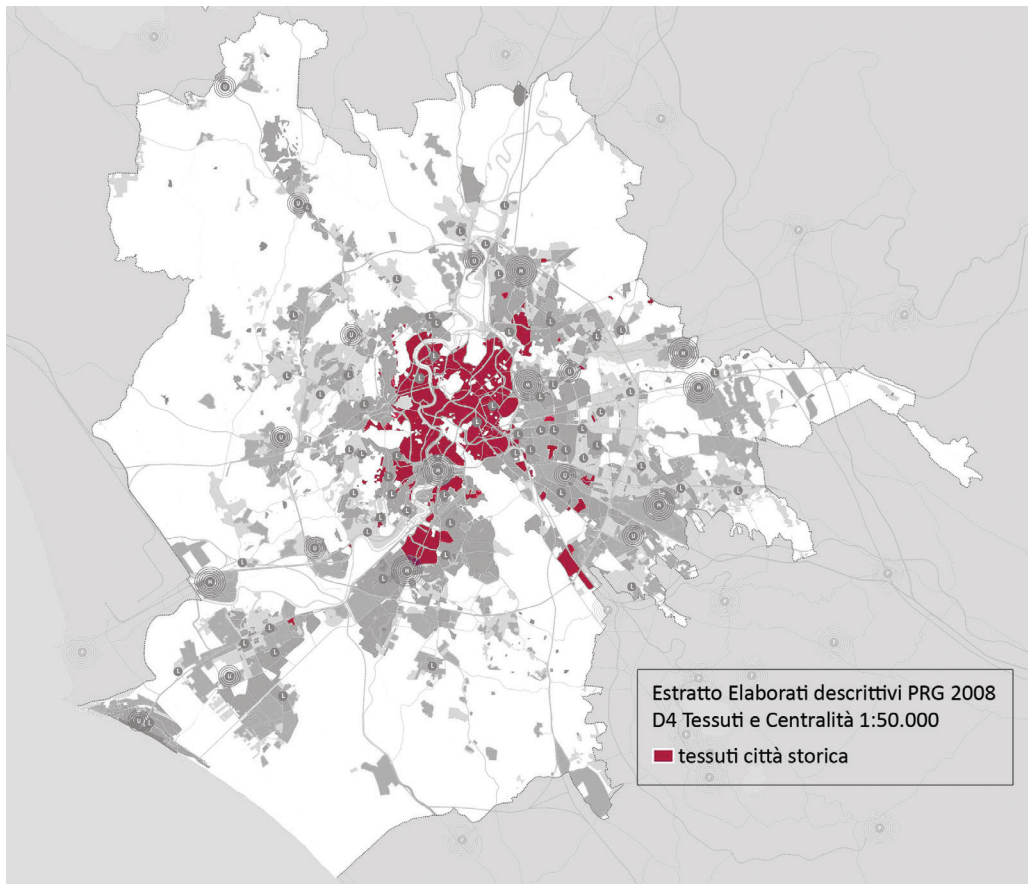 Estratto Elaborati descrittivi PRG 2008
D4 Tessuti e Centralità 1:50.000
tessuti città storica